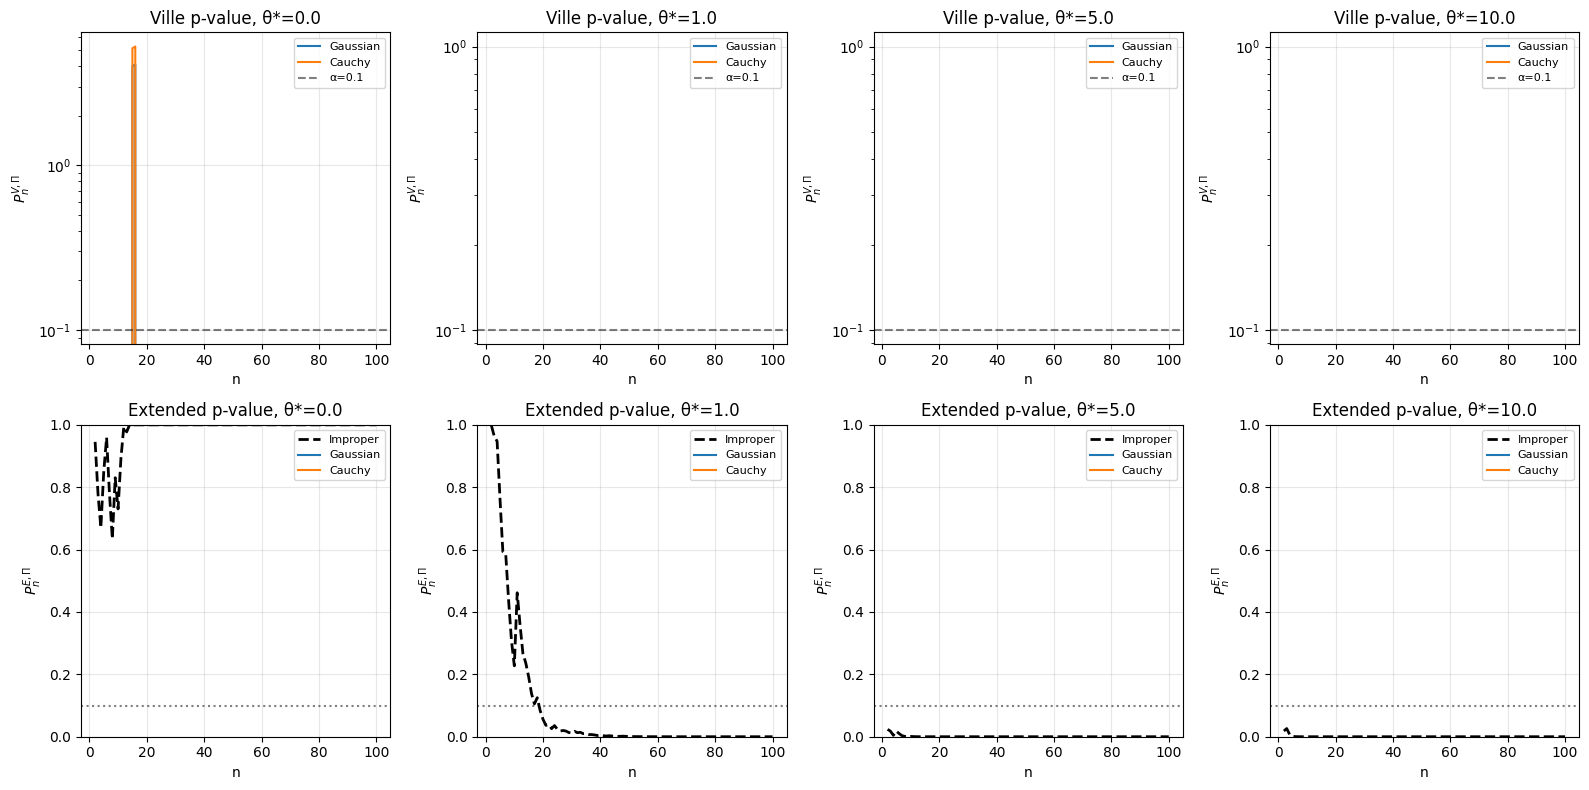 Ville p-value, θ*=0.0
Gaussian
Cauchy
α=0.1
10⁰
10⁻¹
P_n^{V,Π}
0 20 40 60 80 100
n
Ville p-value, θ*=1.0
Gaussian
Cauchy
α=0.1
10⁰
10⁻¹
P_n^{V,Π}
0 20 40 60 80 100
n
Ville p-value, θ*=5.0
Gaussian
Cauchy
α=0.1
10⁰
10⁻¹
P_n^{V,Π}
0 20 40 60 80 100
n
Ville p-value, θ*=10.0
Gaussian
Cauchy
α=0.1
10⁰
10⁻¹
P_n^{V,Π}
0 20 40 60 80 100
n
Extended p-value, θ*=0.0
Improper
Gaussian
Cauchy
1.0
0.8
0.6
0.4
0.2
0.0
P_n^{E,Π}
0 20 40 60 80 100
n
Extended p-value, θ*=1.0
Improper
Gaussian
Cauchy
1.0
0.8
0.6
0.4
0.2
0.0
P_n^{E,Π}
0 20 40 60 80 100
n
Extended p-value, θ*=5.0
Improper
Gaussian
Cauchy
1.0
0.8
0.6
0.4
0.2
0.0
P_n^{E,Π}
0 20 40 60 80 100
n
Extended p-value, θ*=10.0
Improper
Gaussian
Cauchy
1.0
0.8
0.6
0.4
0.2
0.0
P_n^{E,Π}
0 20 40 60 80 100
n